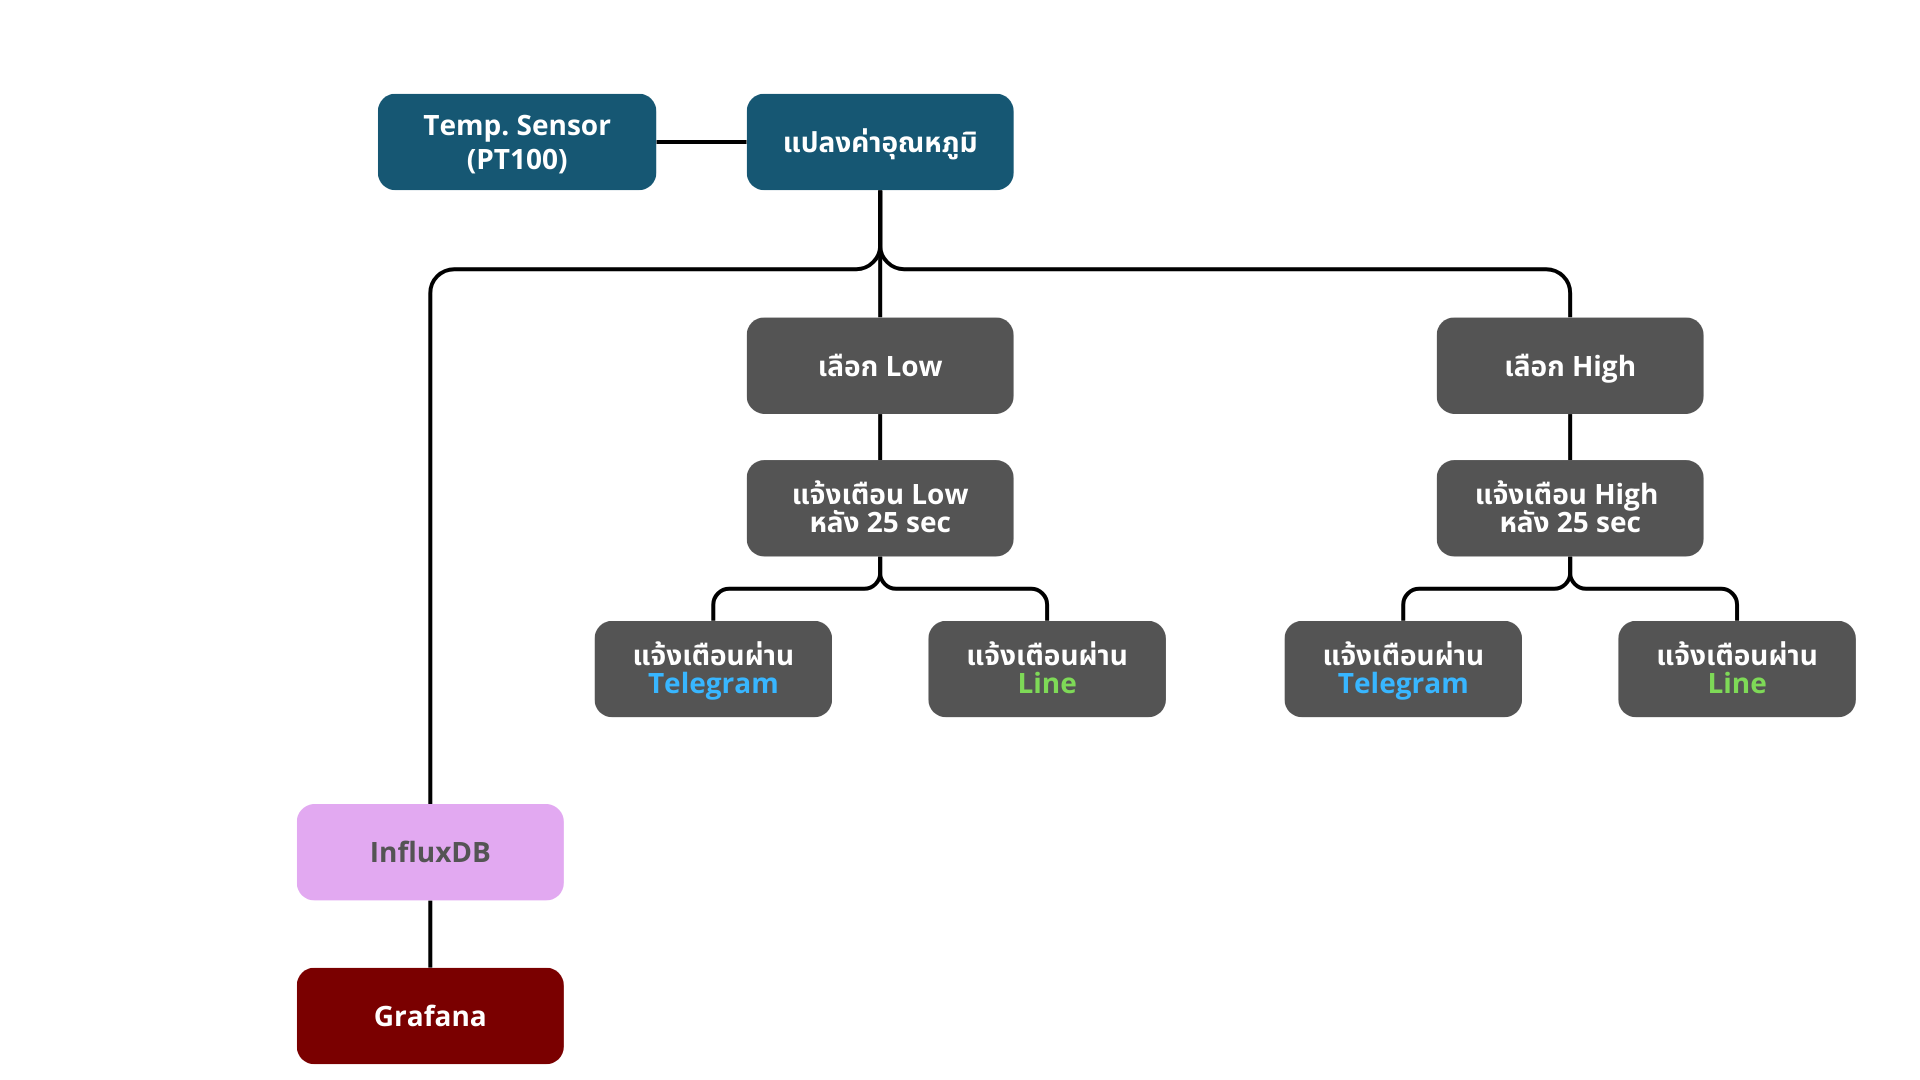 Temp. Sensor
(PT100)
แปลงค่าอุณหภูมิ
เลือก Low
เลือก High
แจ้งเตือน Low
หลัง 25 sec
แจ้งเตือน High
หลัง 25 sec
แจ้งเตือนผ่าน
Telegram
แจ้งเตือนผ่าน
Line
แจ้งเตือนผ่าน
Telegram
แจ้งเตือนผ่าน
Line
InfluxDB
Grafana